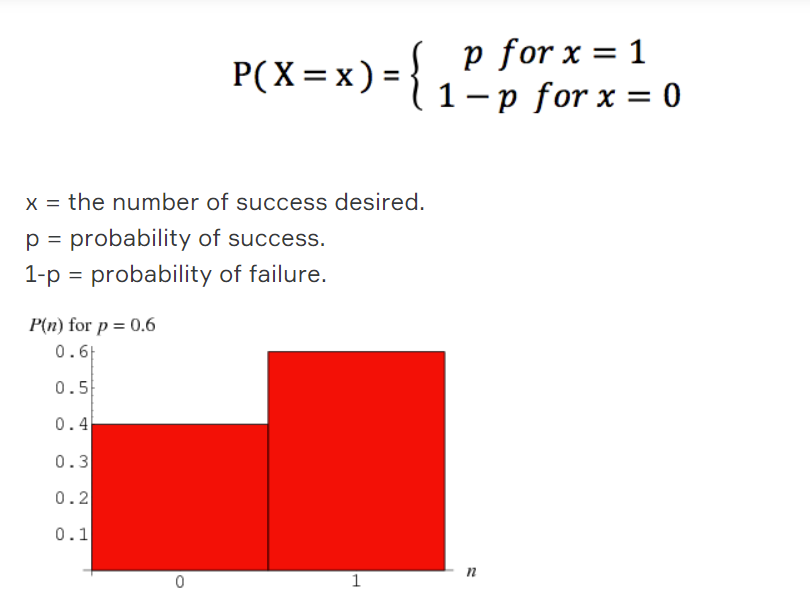 P(X=x)={ p for x = 1
1−p for x = 0
x = the number of success desired.
p = probability of success.
1-p = probability of failure.
P(n) for p = 0.6
0.6
0.5
0.4
0.3
0.2
0.1
0 1 n